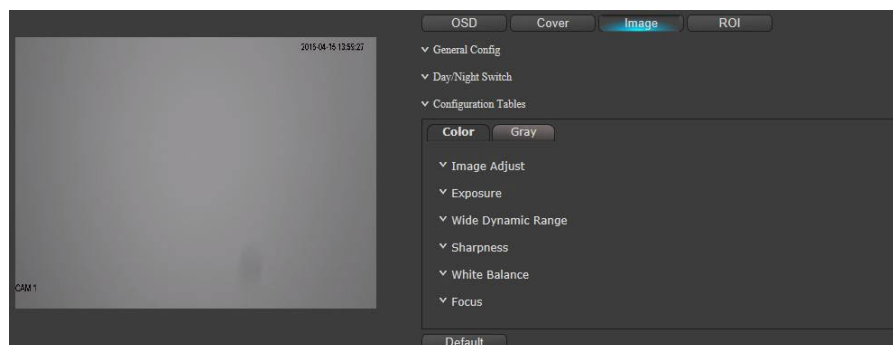 OSD Cover Image ROI
2015-04-15 13:59:27
General Config
Day/Night Switch
Configuration Tables
Color Gray
Image Adjust
Exposure
Wide Dynamic Range
Sharpness
White Balance
Focus
CAM 1
Default